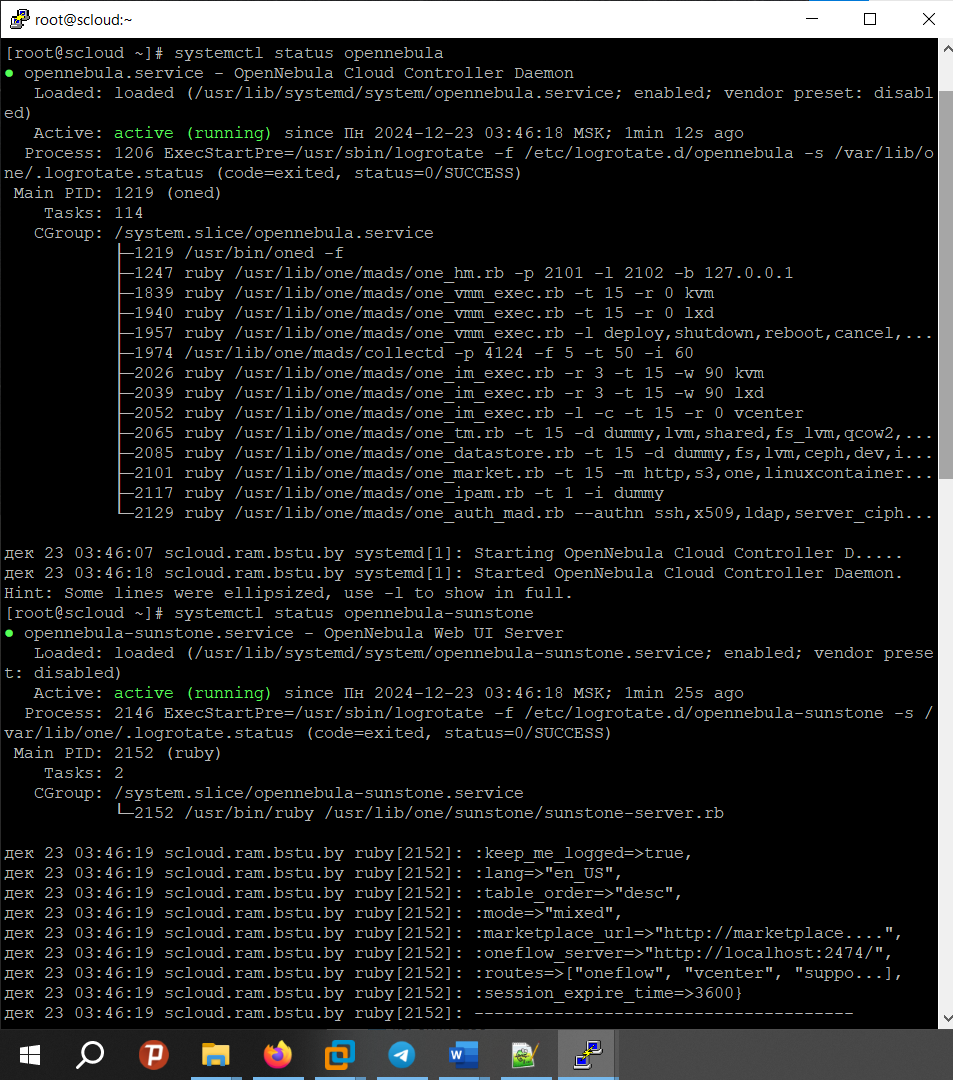 root@scloud:~
[root@scloud ~]# systemctl status opennebula
● opennebula.service - OpenNebula Cloud Controller Daemon
   Loaded: loaded (/usr/lib/systemd/system/opennebula.service; enabled; vendor preset: disabl
ed)
   Active: active (running) since Пн 2024-12-23 03:46:18 MSK; 1min 12s ago
  Process: 1206 ExecStartPre=/usr/sbin/logrotate -f /etc/logrotate.d/opennebula -s /var/lib/o
ne/.logrotate.status (code=exited, status=0/SUCCESS)
 Main PID: 1219 (oned)
    Tasks: 114
   CGroup: /system.slice/opennebula.service
           ├─1219 /usr/bin/oned -f
           ├─1247 ruby /usr/lib/one/mads/one_hm.rb -p 2101 -l 2102 -b 127.0.0.1
           ├─1839 ruby /usr/lib/one/mads/one_vmm_exec.rb -t 15 -r 0 kvm
           ├─1940 ruby /usr/lib/one/mads/one_vmm_exec.rb -t 15 -r 0 lxd
           ├─1957 ruby /usr/lib/one/mads/one_vmm_exec.rb -l deploy,shutdown,reboot,cancel,...
           ├─1974 /usr/lib/one/mads/collectd -p 4124 -f 5 -t 50 -i 60
           ├─2026 ruby /usr/lib/one/mads/one_im_exec.rb -r 3 -t 15 -w 90 kvm
           ├─2039 ruby /usr/lib/one/mads/one_im_exec.rb -r 3 -t 15 -w 90 lxd
           ├─2052 ruby /usr/lib/one/mads/one_im_exec.rb -l -c -t 15 -r 0 vcenter
           ├─2065 ruby /usr/lib/one/mads/one_tm.rb -t 15 -d dummy,lvm,shared,fs_lvm,qcow2,...
           ├─2085 ruby /usr/lib/one/mads/one_datastore.rb -t 15 -d dummy,fs,lvm,ceph,dev,i...
           ├─2101 ruby /usr/lib/one/mads/one_market.rb -t 15 -m http,s3,one,linuxcontainer...
           ├─2117 ruby /usr/lib/one/mads/one_ipam.rb -t 1 -i dummy
           └─2129 ruby /usr/lib/one/mads/one_auth_mad.rb --authn ssh,x509,ldap,server_ciph...

дек 23 03:46:07 scloud.ram.bstu.by systemd[1]: Starting OpenNebula Cloud Controller D.....
дек 23 03:46:18 scloud.ram.bstu.by systemd[1]: Started OpenNebula Cloud Controller Daemon.
Hint: Some lines were ellipsized, use -l to show in full.
[root@scloud ~]# systemctl status opennebula-sunstone
● opennebula-sunstone.service - OpenNebula Web UI Server
   Loaded: loaded (/usr/lib/systemd/system/opennebula-sunstone.service; enabled; vendor prese
t: disabled)
   Active: active (running) since Пн 2024-12-23 03:46:18 MSK; 1min 25s ago
  Process: 2146 ExecStartPre=/usr/sbin/logrotate -f /etc/logrotate.d/opennebula-sunstone -s /
var/lib/one/.logrotate.status (code=exited, status=0/SUCCESS)
 Main PID: 2152 (ruby)
    Tasks: 2
   CGroup: /system.slice/opennebula-sunstone.service
           └─2152 /usr/bin/ruby /usr/lib/one/sunstone/sunstone-server.rb

дек 23 03:46:19 scloud.ram.bstu.by ruby[2152]: :keep_me_logged=>true,
дек 23 03:46:19 scloud.ram.bstu.by ruby[2152]: :lang=>"en_US",
дек 23 03:46:19 scloud.ram.bstu.by ruby[2152]: :table_order=>"desc",
дек 23 03:46:19 scloud.ram.bstu.by ruby[2152]: :mode=>"mixed",
дек 23 03:46:19 scloud.ram.bstu.by ruby[2152]: :marketplace_url=>"http://marketplace....",
дек 23 03:46:19 scloud.ram.bstu.by ruby[2152]: :oneflow_server=>"http://localhost:2474/",
дек 23 03:46:19 scloud.ram.bstu.by ruby[2152]: :routes=>["oneflow", "vcenter", "suppo...],
дек 23 03:46:19 scloud.ram.bstu.by ruby[2152]: :session_expire_time=>3600}
дек 23 03:46:19 scloud.ram.bstu.by ruby[2152]: --------------------------------------